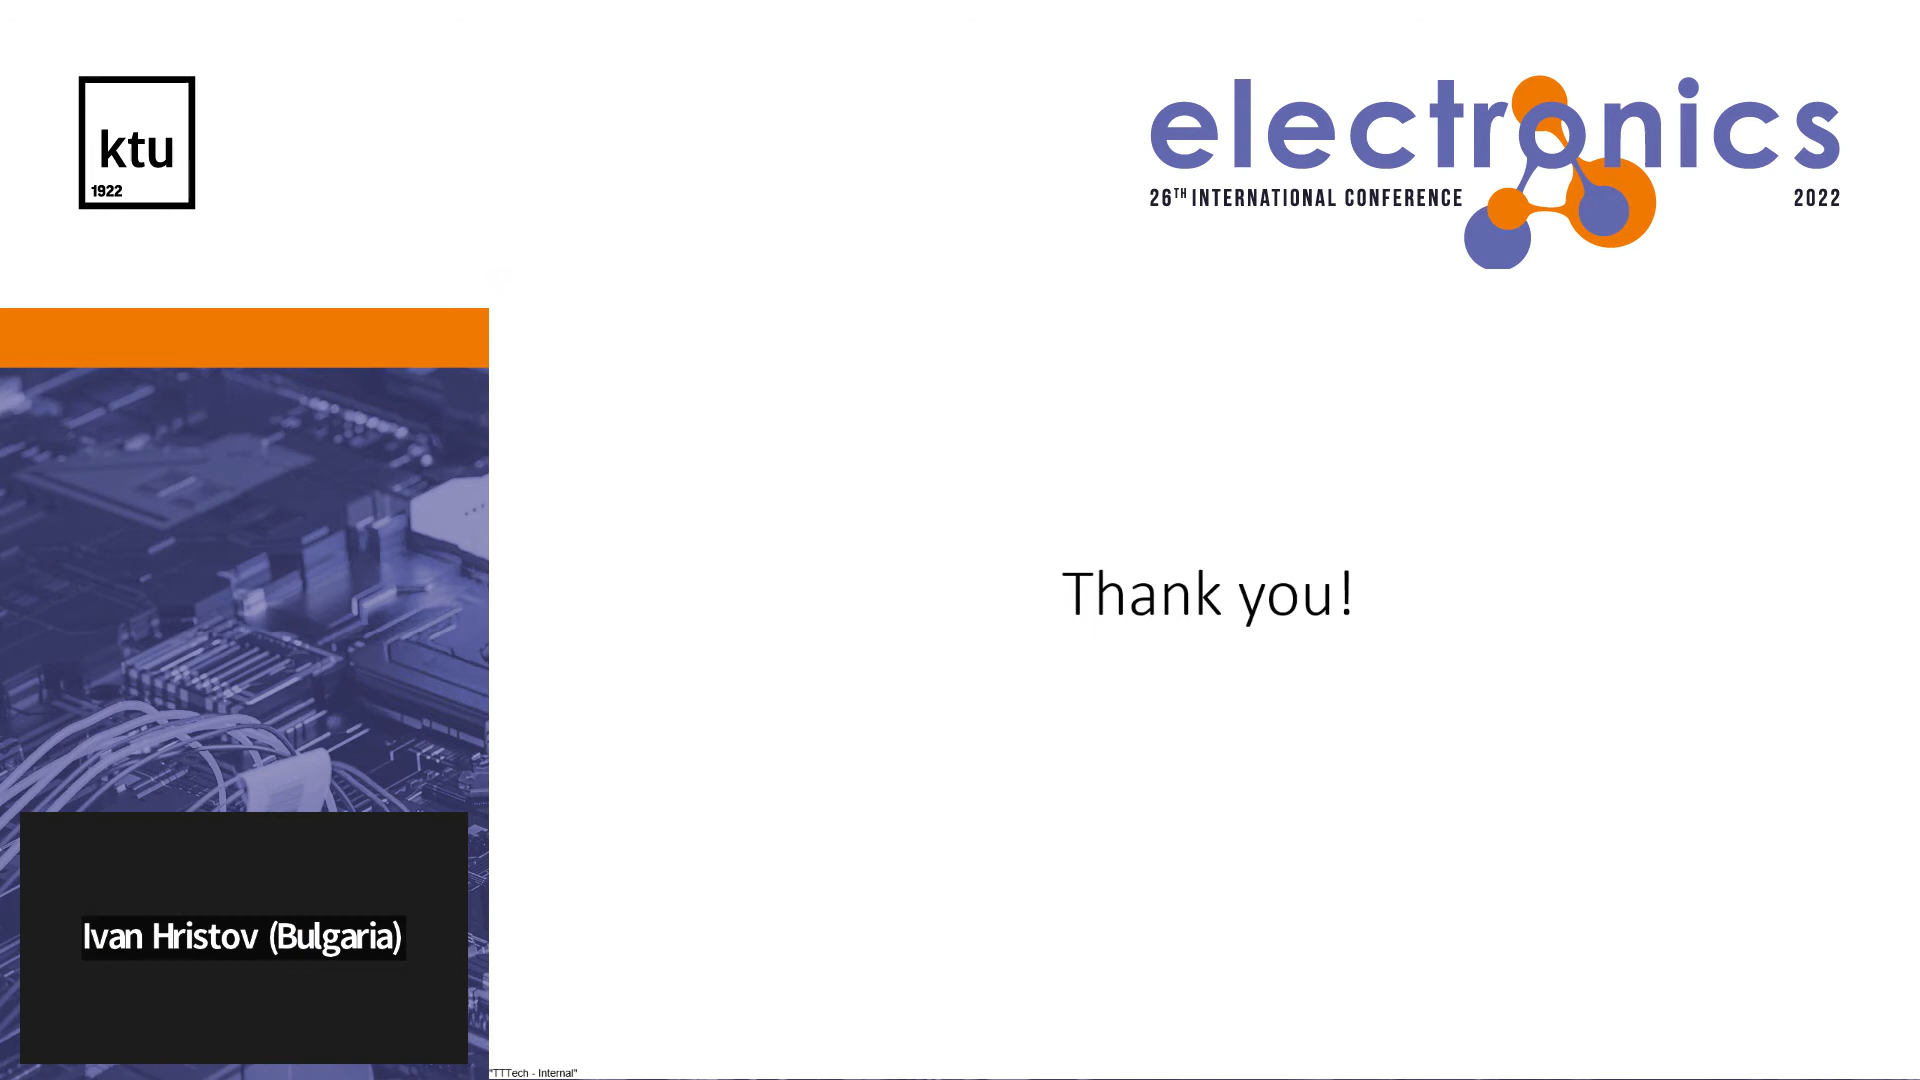 ktu
1922
electronics
26TH INTERNATIONAL CONFERENCE 2022
Thank you!
Ivan Hristov (Bulgaria)
"TTTech - Internal"